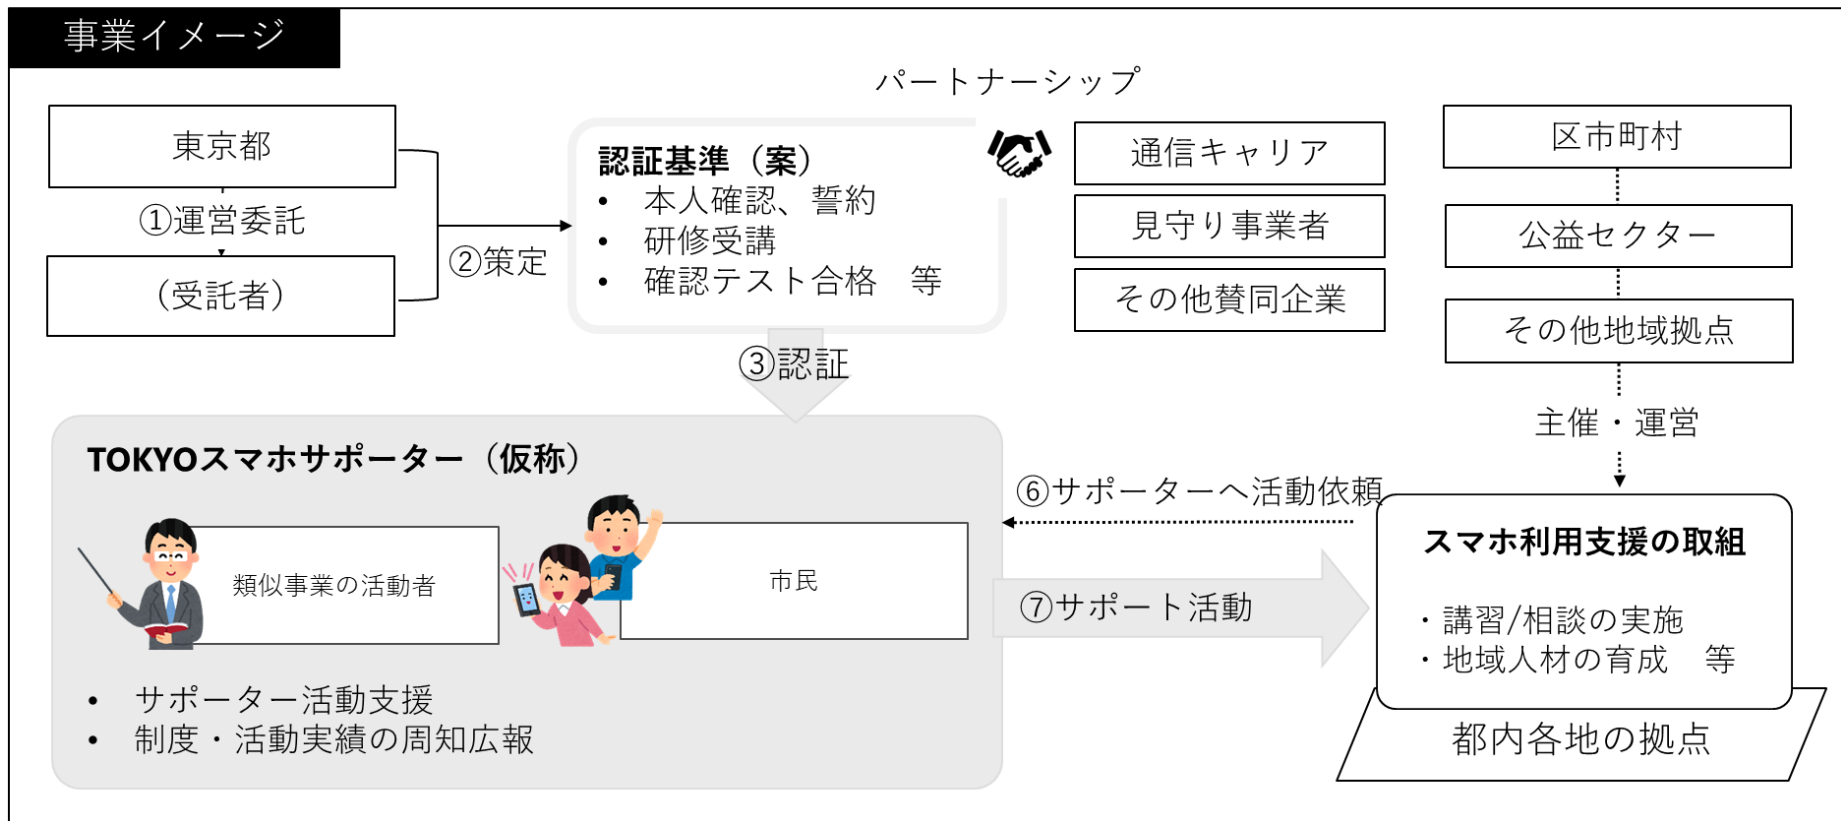 事業イメージ
東京都
①運営委託
（受託者）
②策定
パートナーシップ
認証基準（案）
• 本人確認、誓約
• 研修受講
• 確認テスト合格　等
通信キャリア
見守り事業者
その他賛同企業
区市町村
公益セクター
その他地域拠点
主催・運営
③認証
TOKYOスマホサポーター（仮称）
類似事業の活動者
市民
• サポーター活動支援
• 制度・活動実績の周知広報
⑥サポーターへ活動依頼
⑦サポート活動
スマホ利用支援の取組
・講習/相談の実施
・地域人材の育成　等
都内各地の拠点